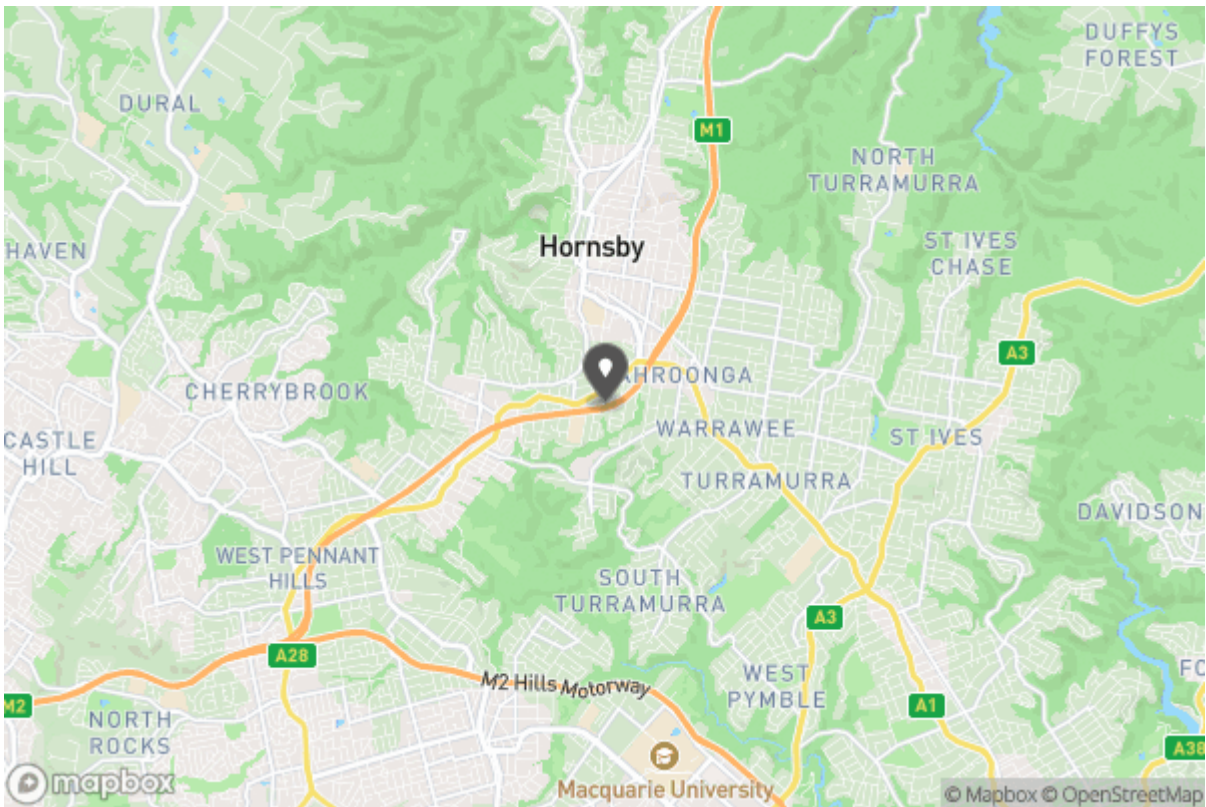 DUFFYS
FOREST
DURAL
M1
NORTH
TURRAMURRA
Hornsby
HAVEN
ST IVES
CHASE
A3
AHROONGA
CHERRYBROOK
CASTLE
HILL
WARRAWEE
ST IVES
TURRAMURRA
DAVIDSON
WEST PENNANT
HILLS
SOUTH
TURRAMURRA
A3
A28
M2 Hills Motorway
WEST
PYMBLE
FO
M2
A1
NORTH
ROCKS
A38
mapbox
Macquarie University
© Mapbox © OpenStreetMap